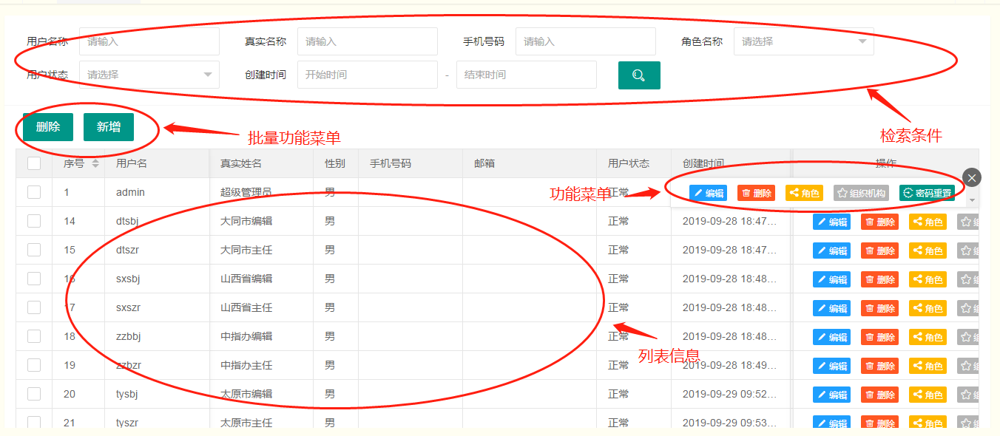 用户名称 请输入 真实名称 请输入 手机号码 请输入 角色名称 请选择
用户状态 请选择 创建时间 开始时间 - 结束时间
检索条件
删除 新增
批量功能菜单
序号 用户名 真实姓名 性别 手机号码 邮箱 用户状态 创建时间 操作
功能菜单
1 admin 超级管理员 男 正常 编辑 删除 角色 组织机构 密码重置
14 dtsbj 大同市编辑 男 正常 2019-09-28 18:47... 编辑 删除 角色
15 dtszr 大同市主任 男 正常 2019-09-28 18:47... 编辑 删除 角色
16 sxsbj 山西省编辑 男 正常 2019-09-28 18:48... 编辑 删除 角色
17 sxszr 山西省主任 男 正常 2019-09-28 18:48... 编辑 删除 角色
18 zzbbj 中指办编辑 男 正常 2019-09-28 18:48... 编辑 删除 角色
列表信息
19 zzbzr 中指办主任 男 正常 2019-09-28 18:49... 编辑 删除 角色
20 tysbj 太原市编辑 男 正常 2019-09-29 09:52... 编辑 删除 角色
21 tyszr 太原市主任 男 正常 2019-09-29 09:53... 编辑 删除 角色